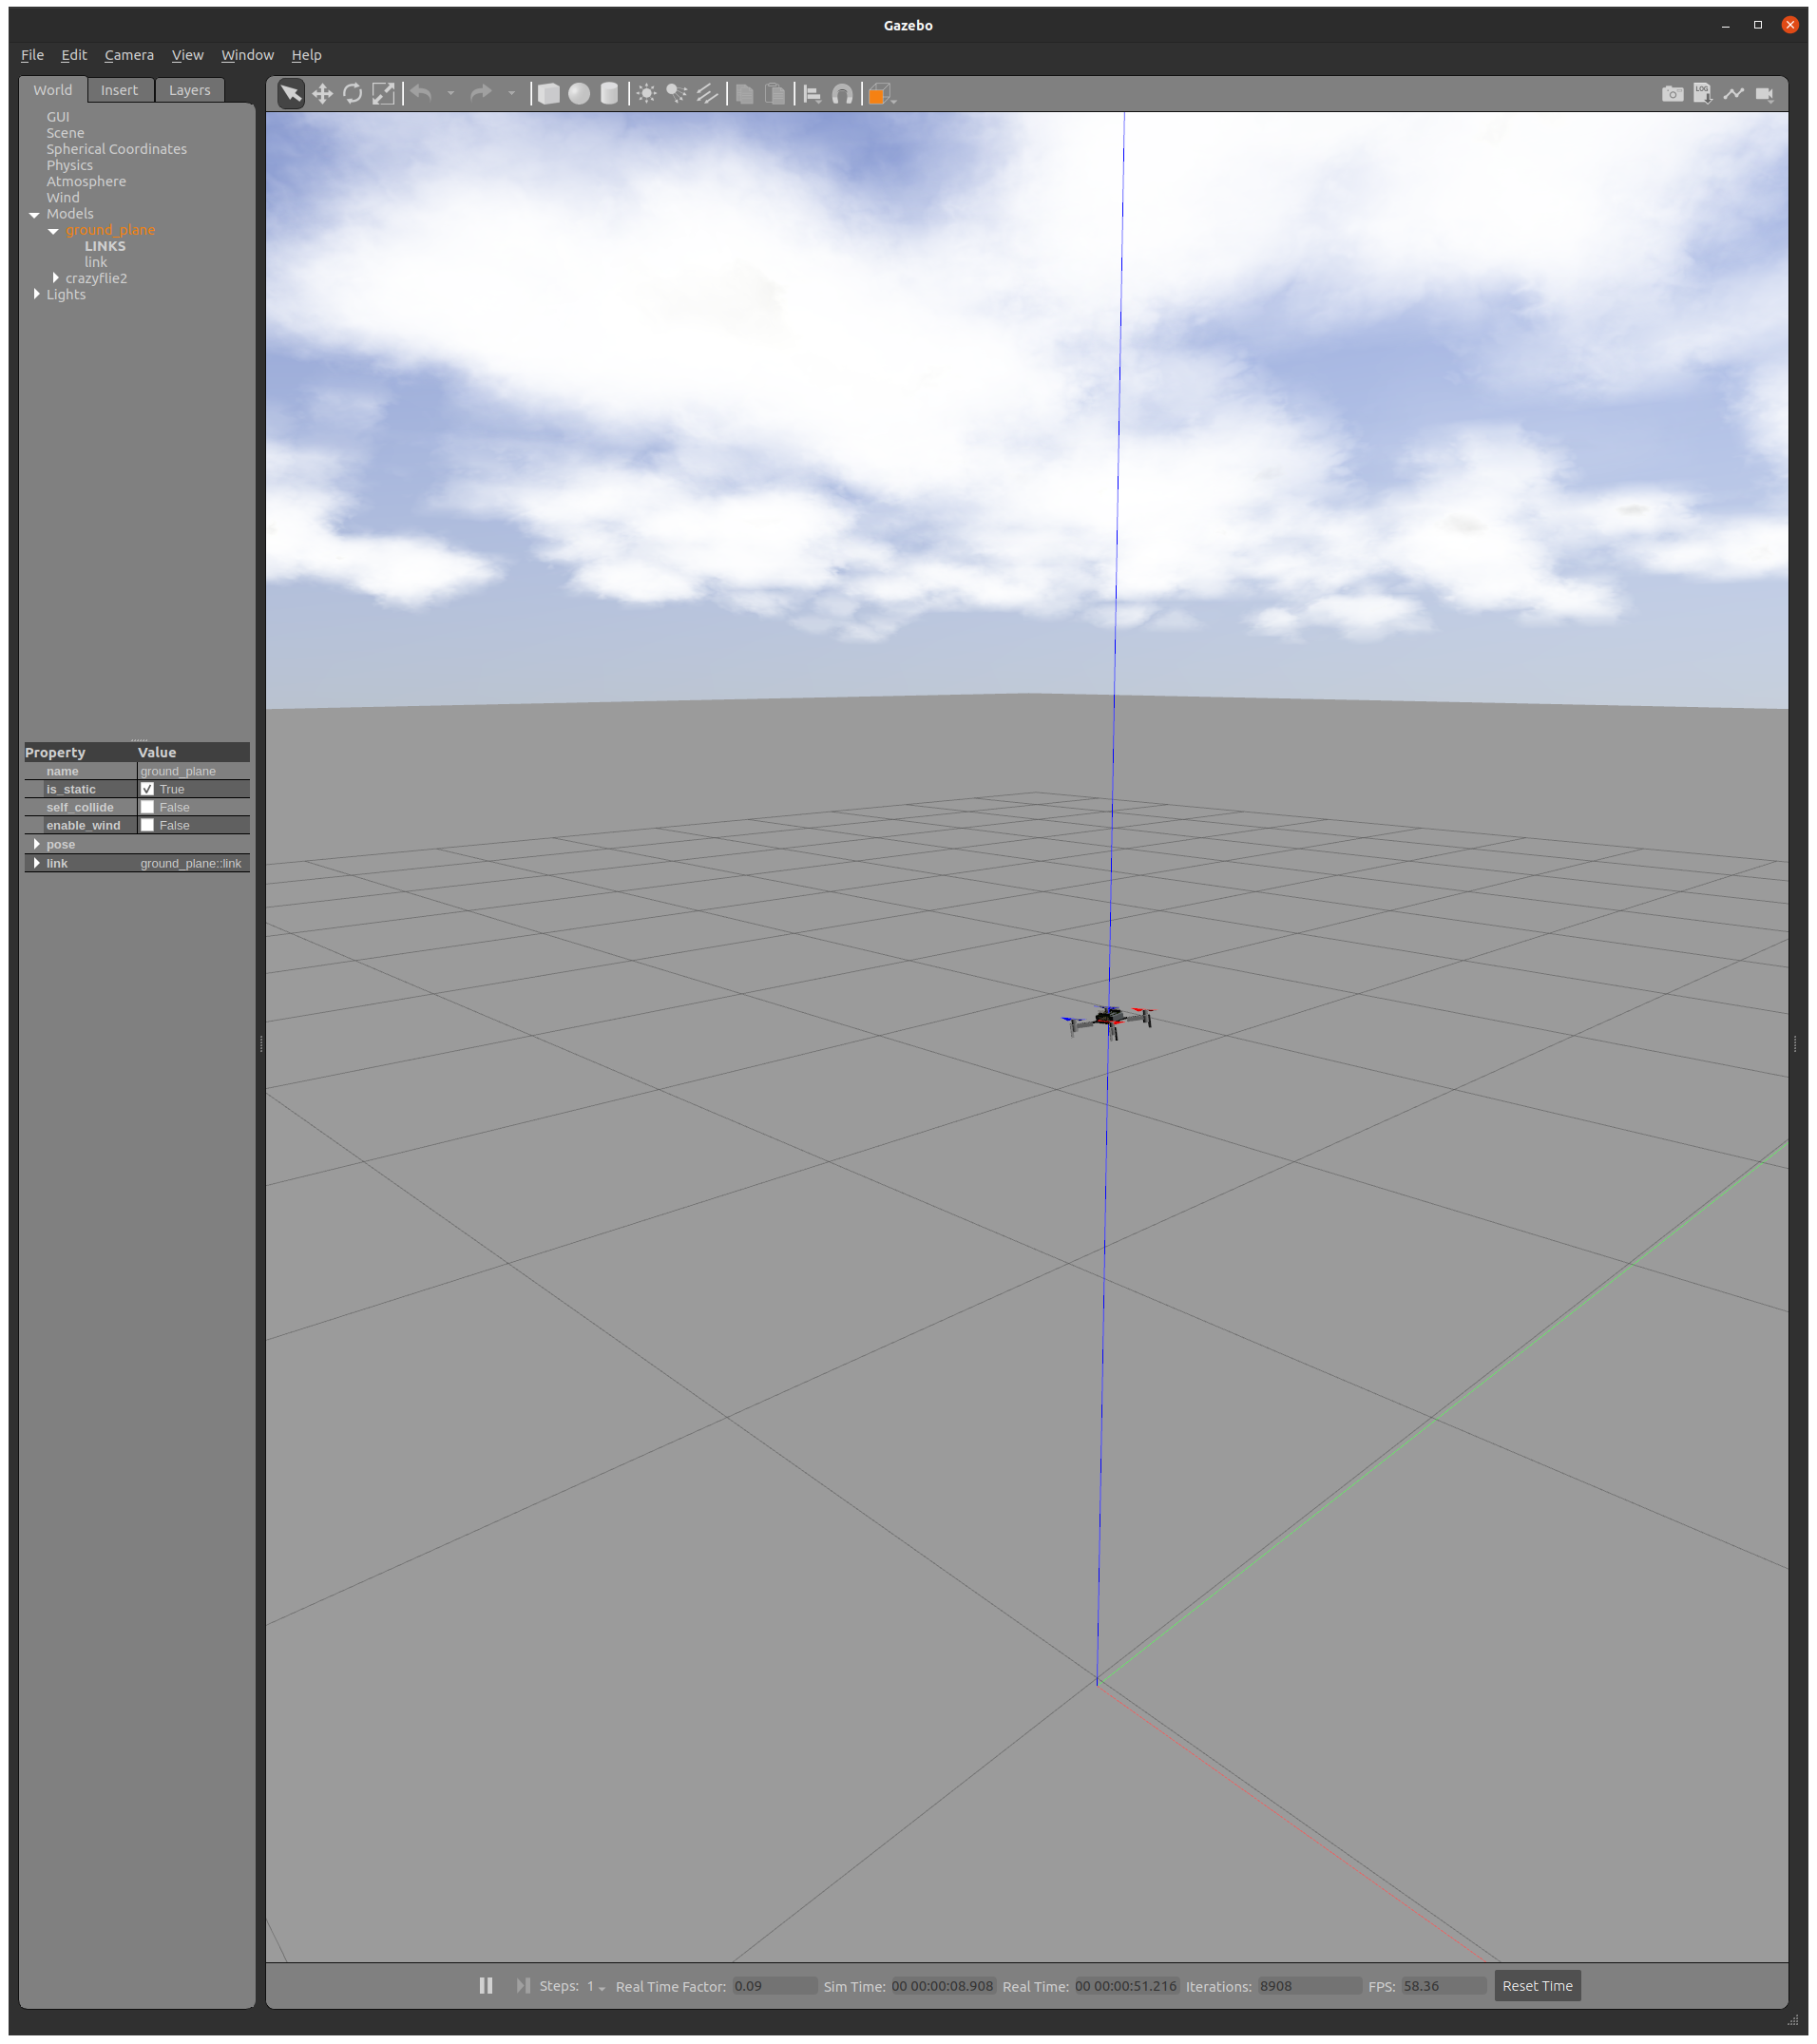 Gazebo
File Edit Camera View Window Help
World Insert Layers
LOG
GUI
Scene
Spherical Coordinates
Physics
Atmosphere
Wind
Models
ground_plane
LINKS
link
crazyflie2
Lights
Property Value
name ground_plane
is_static True
self_collide False
enable_wind False
pose
link ground_plane::link
Steps: 1 Real Time Factor: 0.09 Sim Time: 00 00:00:08.908 Real Time: 00 00:00:51.216 Iterations: 8908 FPS: 58.36 Reset Time